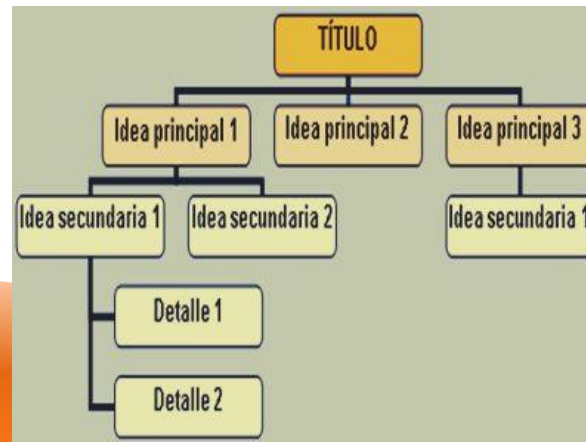 TÍTULO
Idea principal 1
Idea principal 2
Idea principal 3
Idea secundaria 1
Idea secundaria 2
Idea secundaria 1
Detalle 1
Detalle 2